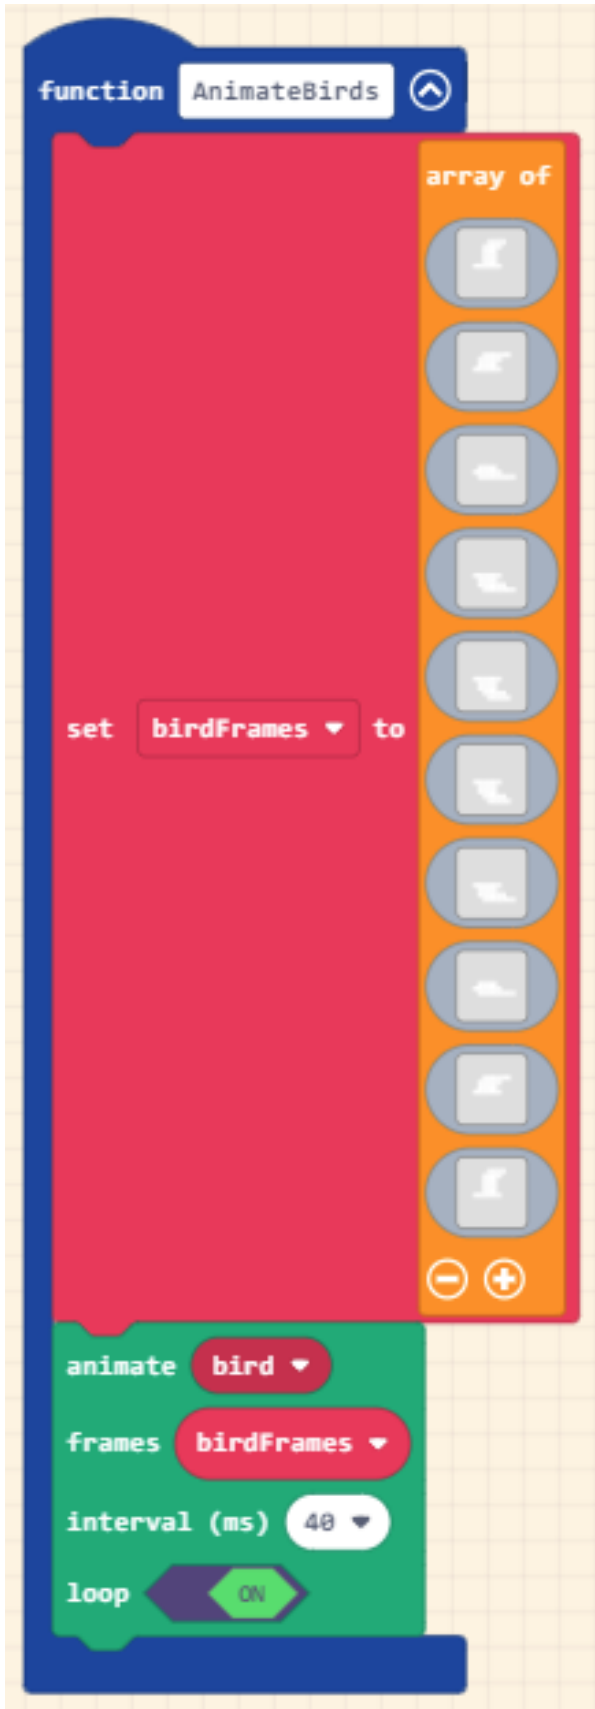 function AnimateBirds
array of
set birdFrames to
animate bird
frames birdFrames
interval (ms) 40
loop ON